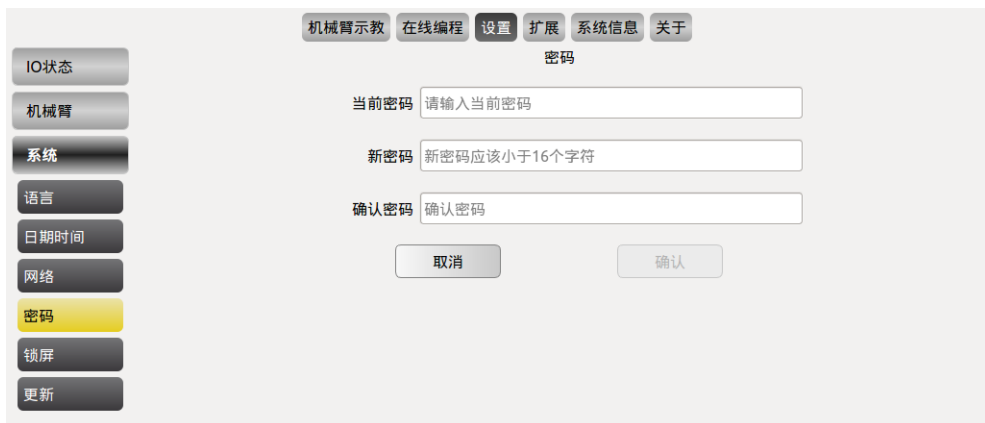 机械臂示教 在线编程 设置 扩展 系统信息 关于
IO状态
机械臂
系统
语言
日期时间
网络
密码
锁屏
更新
密码
当前密码 请输入当前密码
新密码 新密码应该小于16个字符
确认密码 确认密码
取消 确认